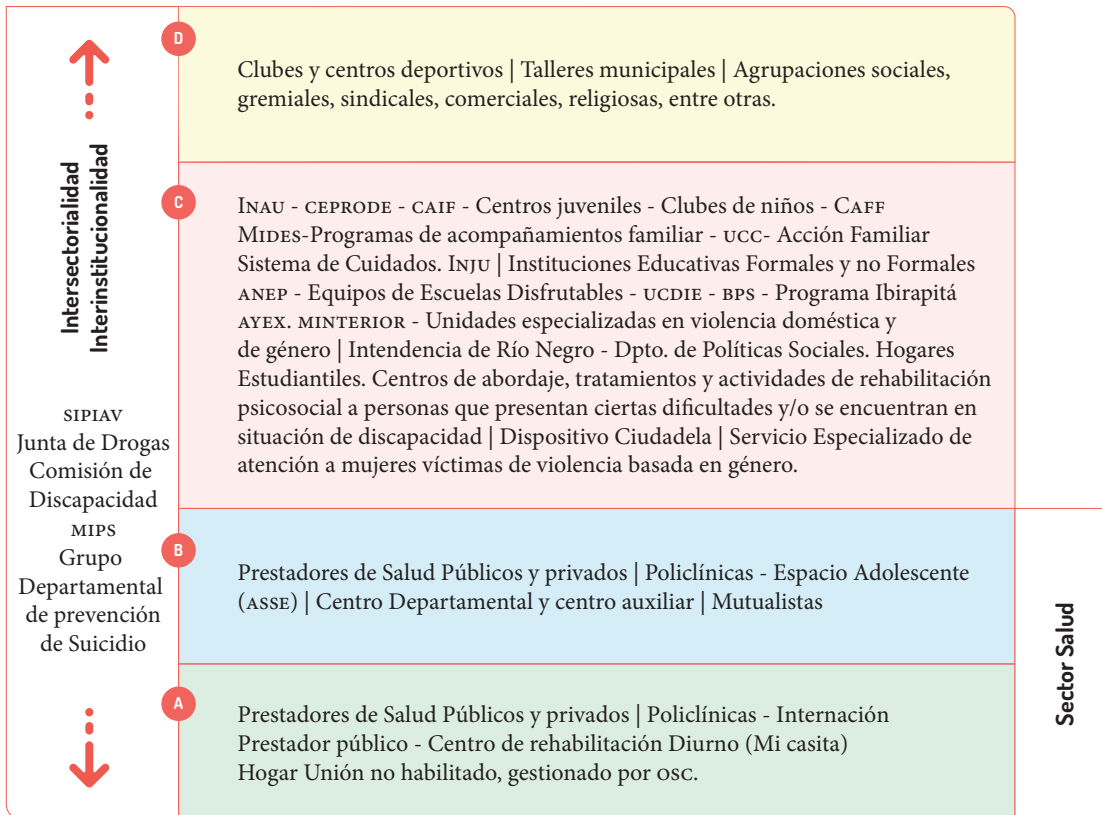 D
Clubes y centros deportivos | Talleres municipales | Agrupaciones sociales,
gremiales, sindicales, comerciales, religiosas, entre otras.
Intersectorialidad
Interinstitucionalidad
C
INAU - CEPRODE - CAIF - Centros juveniles - Clubes de niños - CAFF
MIDES-Programas de acompañamientos familiar - UCC- Acción Familiar
Sistema de Cuidados. INJU | Instituciones Educativas Formales y no Formales
ANEP - Equipos de Escuelas Disfrutables - UCDIE - BPS - Programa Ibirapitá
AYEX. MINTERIOR - Unidades especializadas en violencia doméstica y
de género | Intendencia de Río Negro - Dpto. de Políticas Sociales. Hogares
Estudiantiles. Centros de abordaje, tratamientos y actividades de rehabilitación
psicosocial a personas que presentan ciertas dificultades y/o se encuentran en
situación de discapacidad | Dispositivo Ciudadela | Servicio Especializado de
atención a mujeres víctimas de violencia basada en género.
SIPIAV
Junta de Drogas
Comisión de
Discapacidad
MIPS
Grupo
Departamental
de prevención
de Suicidio
B
Prestadores de Salud Públicos y privados | Policlínicas - Espacio Adolescente
(ASSE) | Centro Departamental y centro auxiliar | Mutualistas
A
Prestadores de Salud Públicos y privados | Policlínicas - Internación
Prestador público - Centro de rehabilitación Diurno (Mi casita)
Hogar Unión no habilitado, gestionado por OSC.
Sector Salud